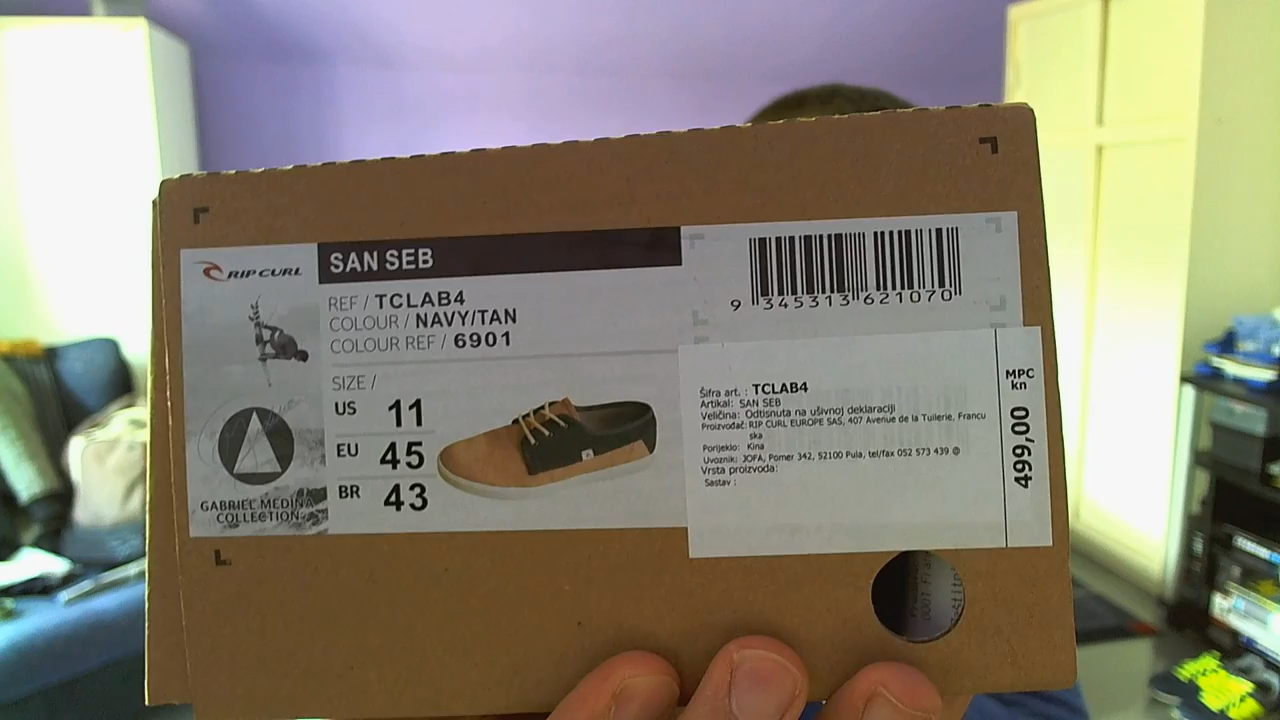 RIP CURL
SAN SEB
REF / TCLAB4
COLOUR / NAVY/TAN
COLOUR REF / 6901
SIZE /
US 11
EU 45
BR 43
GABRIEL MEDINA
COLLECTION
9 345313 621070
Šifra art. : TCLAB4
Artikal: SAN SEB
Veličina: Odtisnuta na ušivnoj deklaraciji
Proizvođač: RIP CURL EUROPE SAS, 407 Avenue de la Tuilerie, Francu
ska
Porijeklo: Kina
Uvoznik: JOFA, Pomer 342, 52100 Pula, tel/fax 052 573 439 @
Vrsta proizvoda:
Sastav :
MPC
kn
499,00